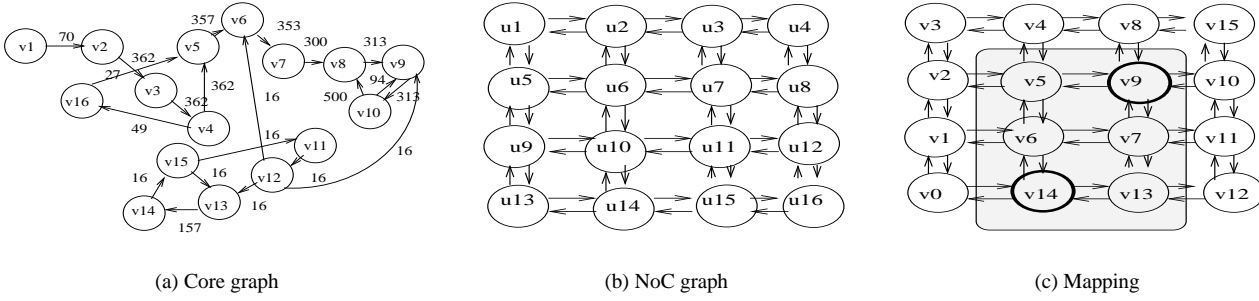 v1
70
v2
362
v3
362
v4
362
27
v16
49
v5
357
v6
353
v7
300
v8
313
v9
94
313
500
v10
16
16
v11
v15
16
16
v12
16
16
16
v13
v14
157
(a) Core graph
u1 u2 u3 u4
u5 u6 u7 u8
u9 u10 u11 u12
u13 u14 u15 u16
(b) NoC graph
v3 v4 v8 v15
v2 v5 v9 v10
v1 v6 v7 v11
v0 v14 v13 v12
(c) Mapping